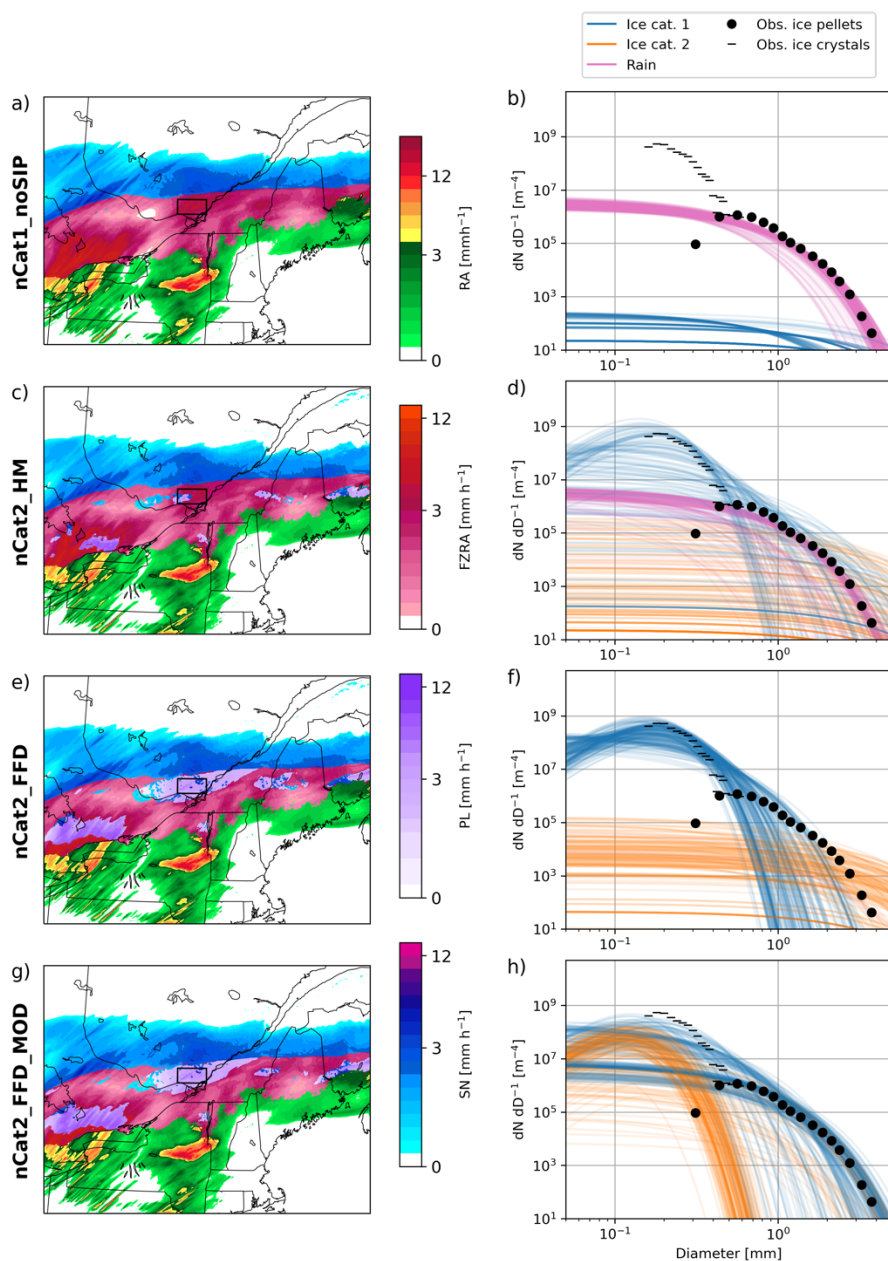 Ice cat. 1
Ice cat. 2
Rain
Obs. ice pellets
Obs. ice crystals
a)
nCat1_noSIP
12
3
0
RA [mmh⁻¹]
b)
dN dD⁻¹ [m⁻⁴]
10⁹
10⁷
10⁵
10³
10¹
10⁻¹
10⁰
c)
nCat2_HM
12
3
0
FZRA [mm h⁻¹]
d)
dN dD⁻¹ [m⁻⁴]
10⁹
10⁷
10⁵
10³
10¹
10⁻¹
10⁰
e)
nCat2_FFD
12
3
0
PL [mm h⁻¹]
f)
dN dD⁻¹ [m⁻⁴]
10⁹
10⁷
10⁵
10³
10¹
10⁻¹
10⁰
g)
nCat2_FFD_MOD
12
3
0
SN [mm h⁻¹]
h)
dN dD⁻¹ [m⁻⁴]
10⁹
10⁷
10⁵
10³
10¹
10⁻¹
10⁰
Diameter [mm]